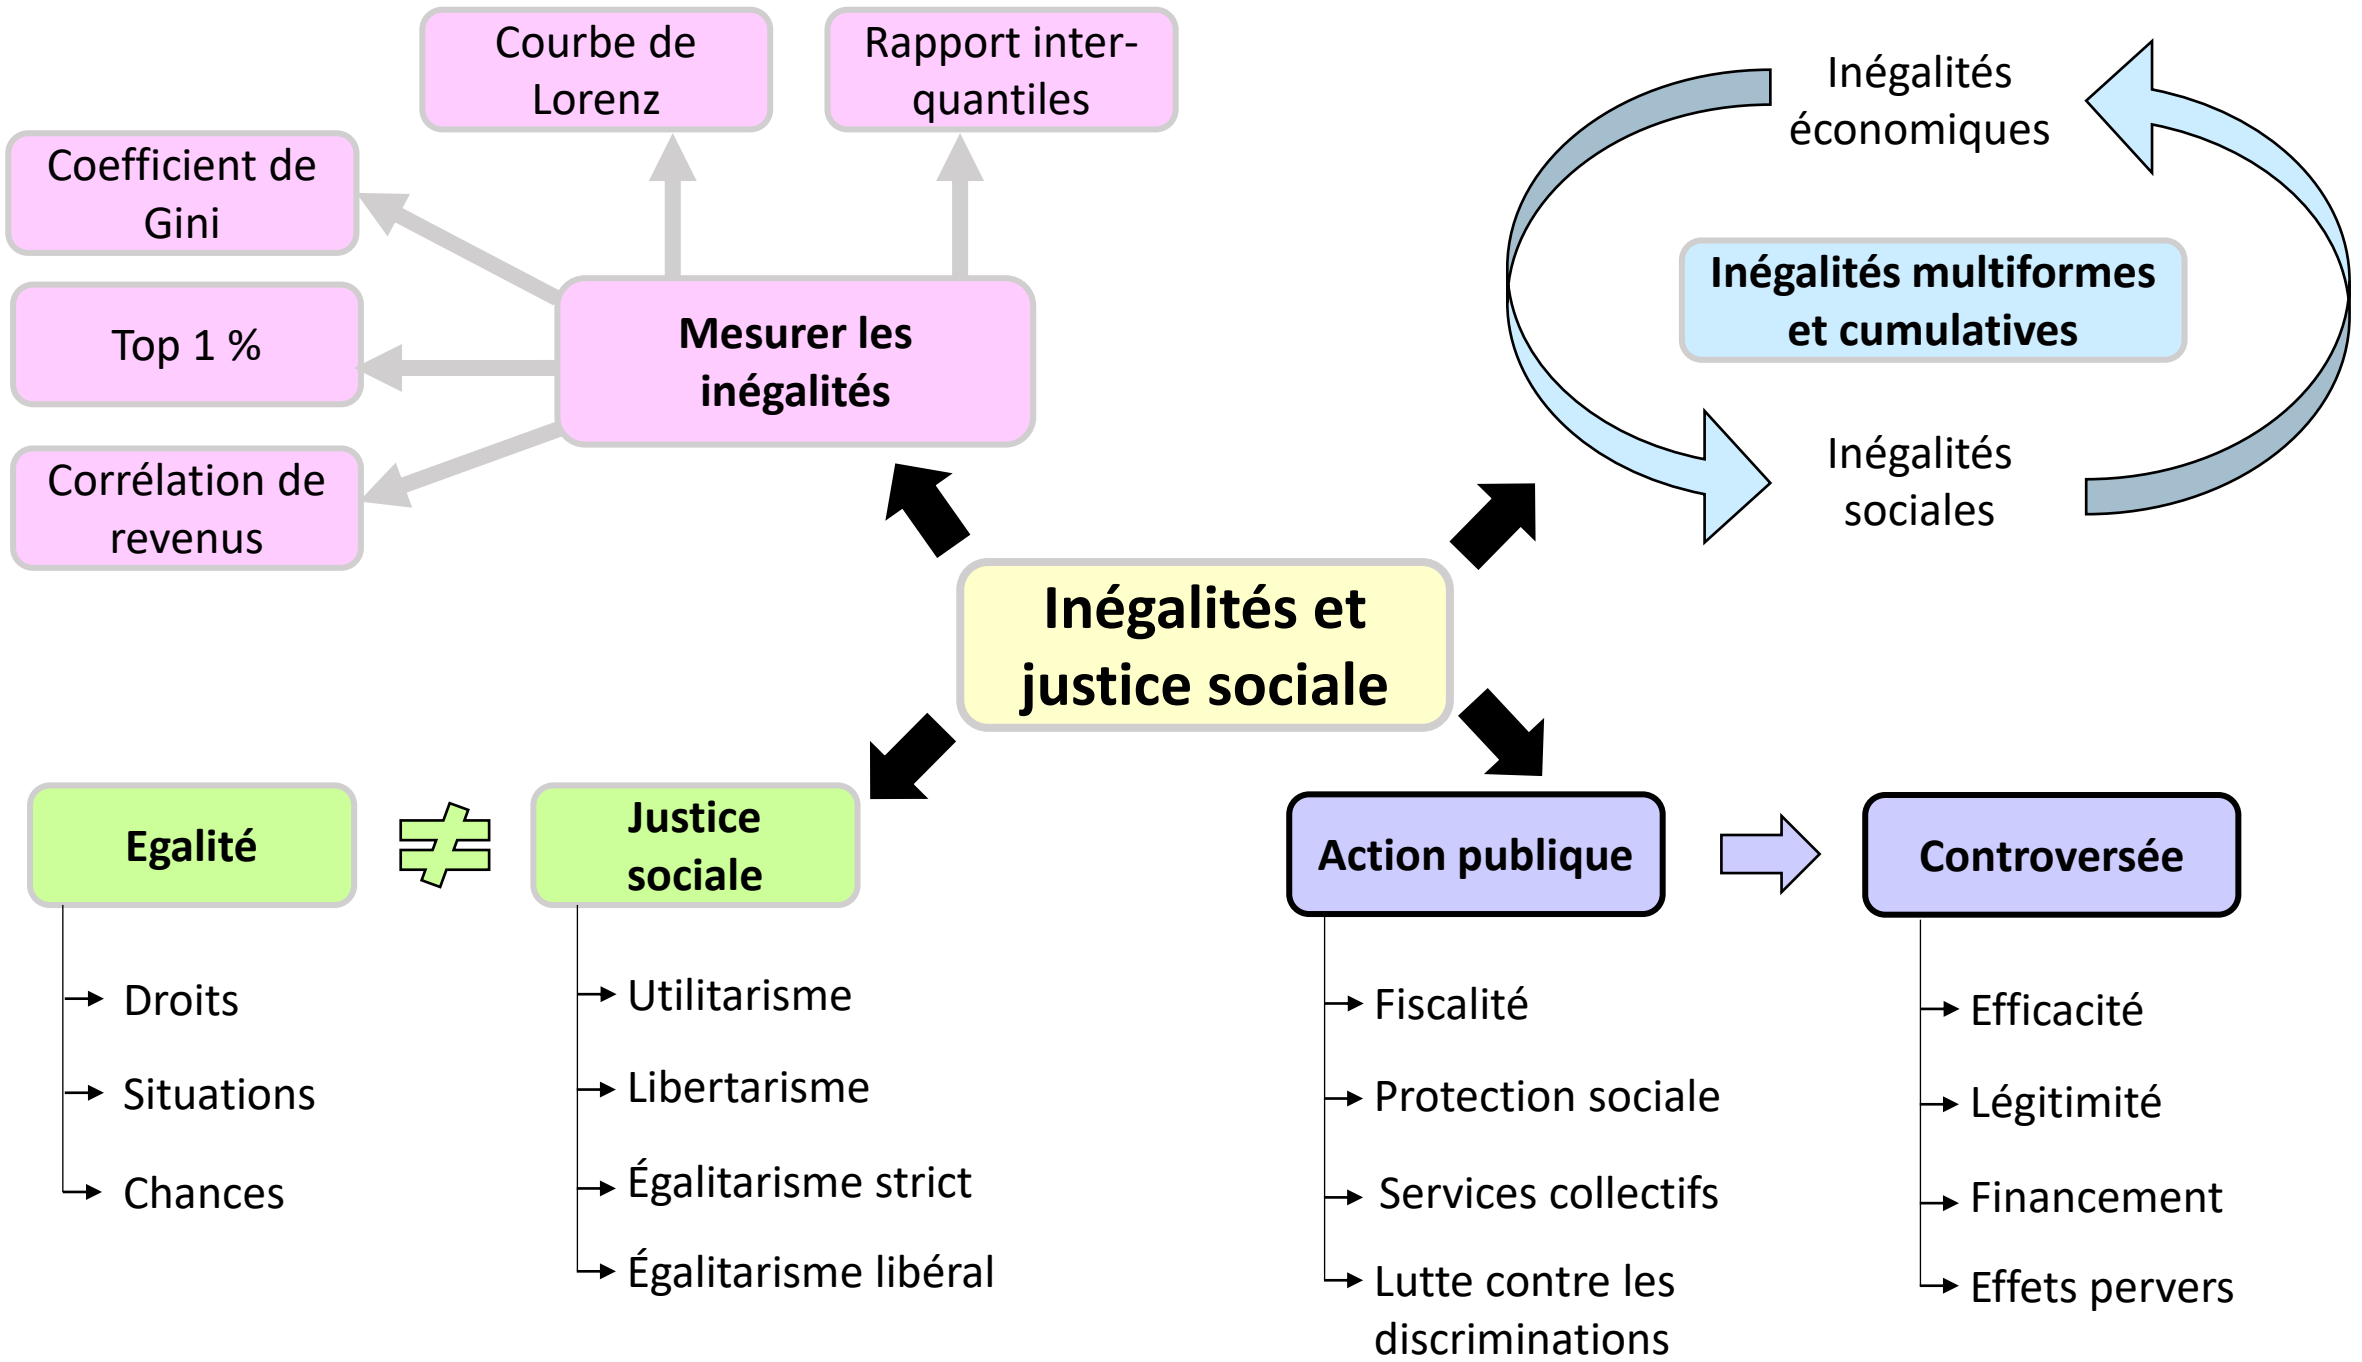 Courbe de
Lorenz
Rapport inter-
quantiles
Coefficient de
Gini
Top 1 %
Corrélation de
revenus
Mesurer les
inégalités
Inégalités
économiques
Inégalités multiformes
et cumulatives
Inégalités
sociales
Inégalités et
justice sociale
Egalité
≠
Justice
sociale
Droits
Situations
Chances
Utilitarisme
Libertarisme
Égalitarisme strict
Égalitarisme libéral
Action publique
Fiscalité
Protection sociale
Services collectifs
Lutte contre les
discriminations
Controversée
Efficacité
Légitimité
Financement
Effets pervers